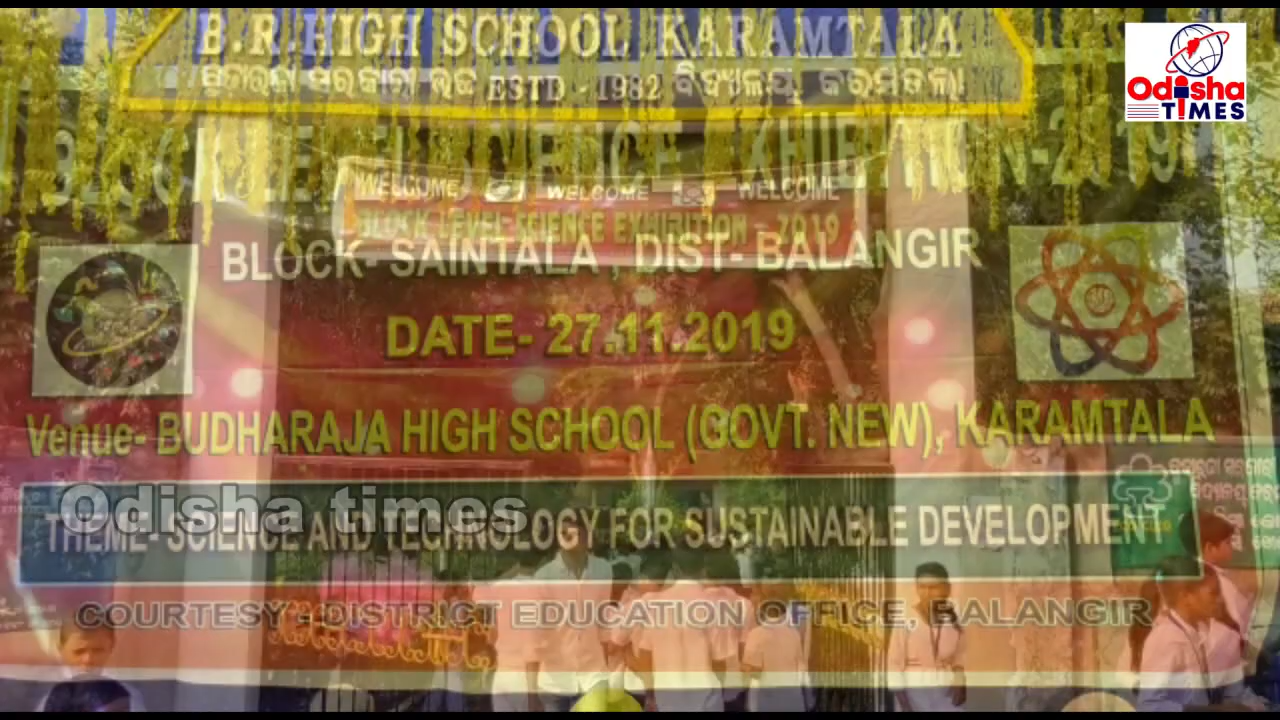 B.R.HIGH SCHOOL KARAMTALA
ESTD - 1982 ବିଦ୍ୟାଳୟ କରମତଲା
Odisha
TIMES
WELCOME WELCOME WELCOME
BLOCK LEVEL SCIENCE EXHIBITION - 2019
BLOCK- SAINTALA , DIST- BALANGIR
DATE- 27.11.2019
Venue- BUDHARAJA HIGH SCHOOL (GOVT. NEW), KARAMTALA
Odisha times
THEME- SCIENCE AND TECHNOLOGY FOR SUSTAINABLE DEVELOPMENT
COURTESY - DISTRICT EDUCATION OFFICE, BALANGIR